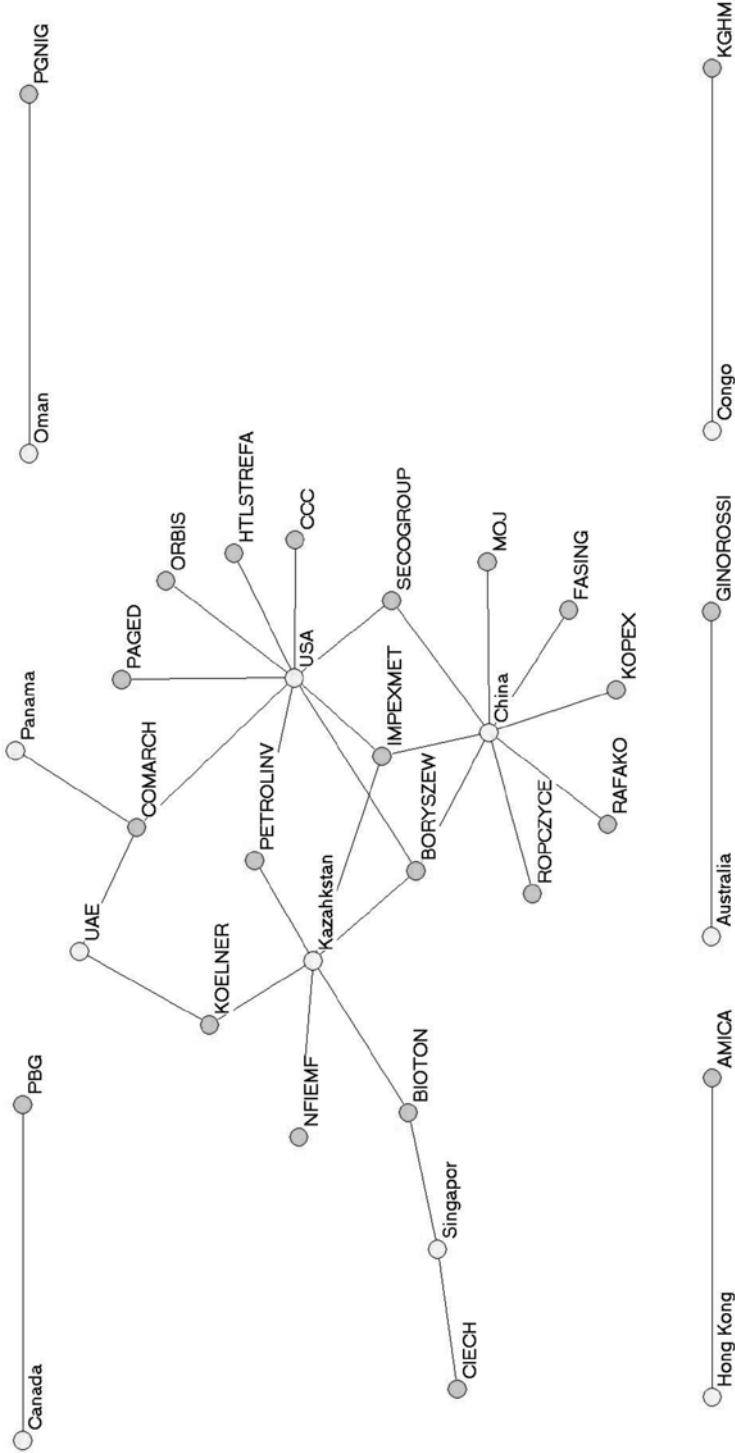 Canada
PBG
Oman
PGNIG
Panama
UAE
COMARCH
PAGED
ORBIS
HTLSTREFA
CCC
USA
KOELNER
PETROLINV
Kazahkstan
NFIEMF
BIOTON
Singapor
CIECH
BORYSZEW
IMPEXMET
SECOGROUP
MOJ
FASING
KOPEX
China
ROPCZYCE
RAFAKO
Hong Kong
AMICA
Australia
GINOROSSI
Congo
KGHM